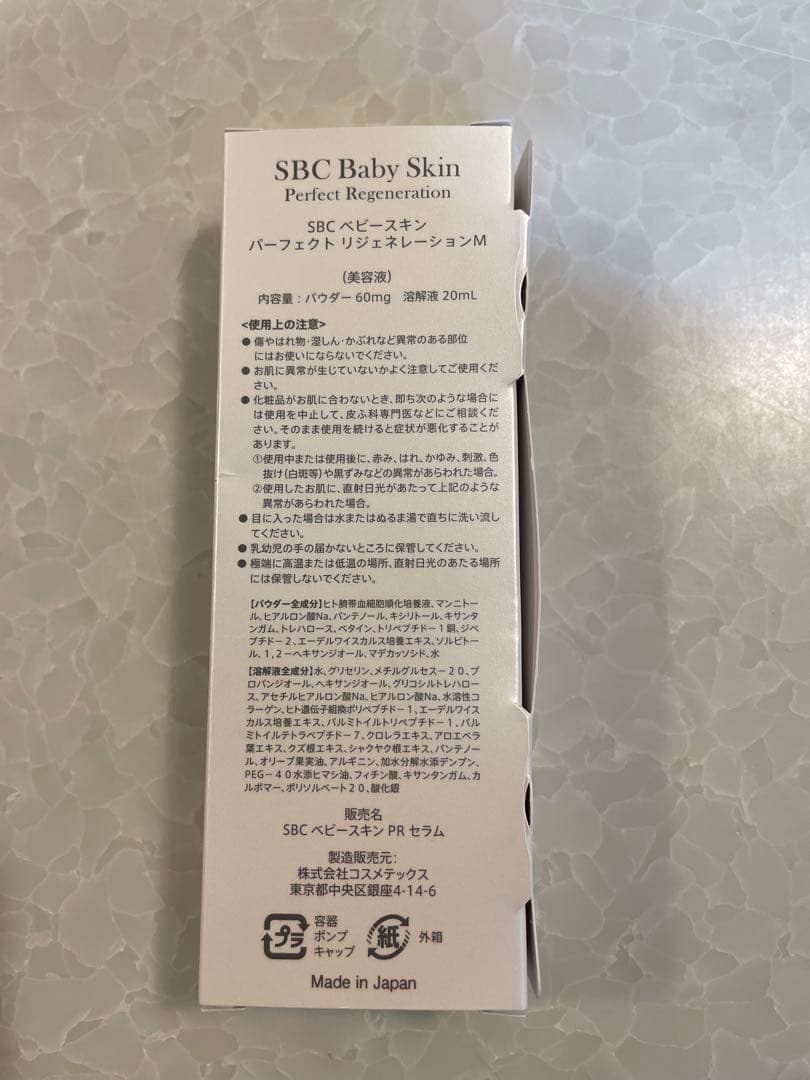 SBC Baby Skin
Perfect Regeneration
SBC ベビースキン
パーフェクト リジェネレーションM
(美容液)
内容量：パウダー 60mg　溶解液 20mL
<使用上の注意>
● 傷やはれ物・湿しん・かぶれなど異常のある部位
にはお使いにならないでください。
● お肌に異常が生じていないかよく注意してご使用くだ
さい。
● 化粧品がお肌に合わないとき、即ち次のような場合に
は使用を中止して、皮ふ科専門医などにご相談くだ
さい。そのまま使用を続けると症状が悪化することが
あります。
①使用中または使用後に、赤み、はれ、かゆみ、刺激、色
抜け(白斑等)や黒ずみなどの異常があらわれた場合。
②使用したお肌に、直射日光があたって上記のような
異常があらわれた場合。
● 目に入った場合は水またはぬるま湯で直ちに洗い流し
てください。
● 乳幼児の手の届かないところに保管してください。
● 極端に高温または低温の場所、直射日光のあたる場所
には保管しないでください。
【パウダー全成分】ヒト臍帯血細胞順化培養液、マンニトー
ル、ヒアルロン酸Na、パンテノール、キシリトール、キサンタ
ンガム、トレハロース、ベタイン、トリペプチド－1銅、ジペ
プチド－2、エーデルワイスカルス培養エキス、ソルビトー
ル、1,2－ヘキサンジオール、マデカッソシド、水
【溶解液全成分】水、グリセリン、メチルグルセス－20、プ
ロパンジオール、ヘキサンジオール、グリコシルトレハロー
ス、アセチルヒアルロン酸Na、ヒアルロン酸Na、水溶性コ
ラーゲン、ヒト遺伝子組換ポリペプチド－1、エーデルワイ
スカルス培養エキス、パルミトイルトリペプチド－1、パル
ミトイルテトラペプチド－7、クロレラエキス、アロエベラ
葉エキス、クズ根エキス、シャクヤク根エキス、パンテノー
ル、オリーブ果実油、アルギニン、加水分解水添デンプン、
PEG－40水添ヒマシ油、フィチン酸、キサンタンガム、カ
ルボマー、ポリソルベート20、酸化銀
販売名
SBC ベビースキン PR セラム
製造販売元：
株式会社コスメテックス
東京都中央区銀座4-14-6
プラ
容器
ポンプ
キャップ
紙
外箱
Made in Japan